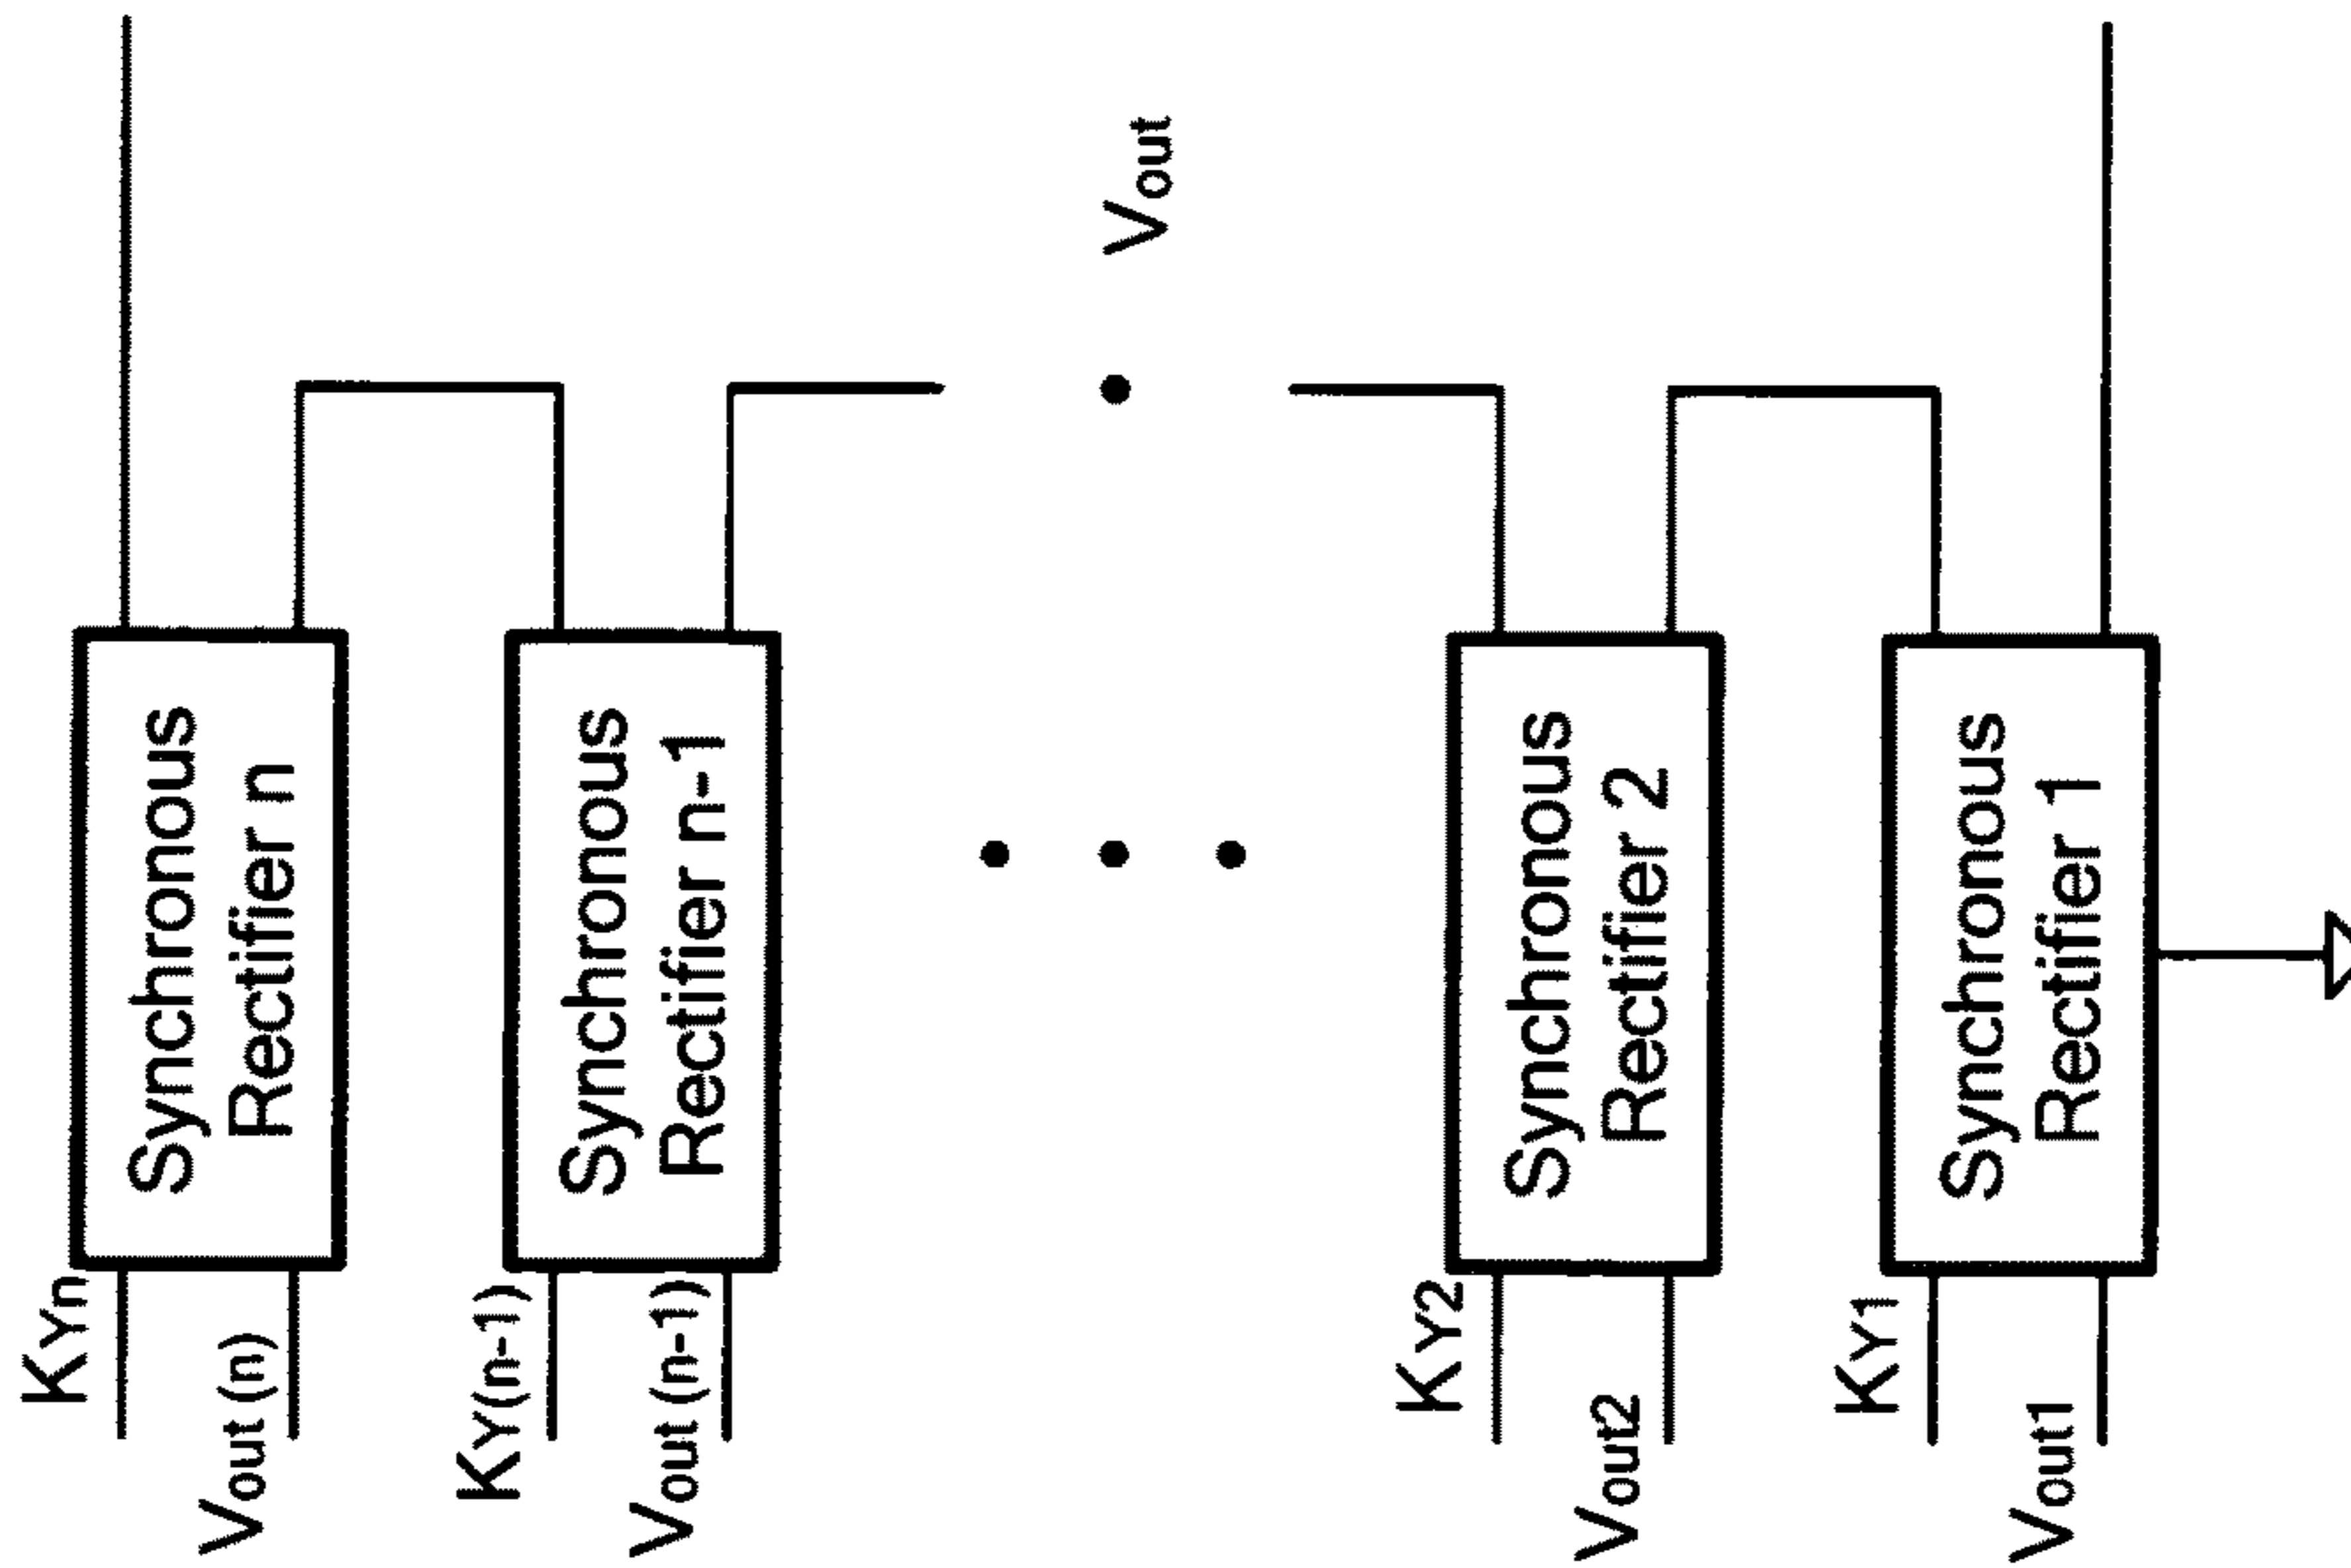 KYn
Vout (n)
Synchronous
Rectifier n
KY(n-1)
Vout (n-1)
Synchronous
Rectifier n-1
Vout
KY2
Vout2
Synchronous
Rectifier 2
KY1
Vout1
Synchronous
Rectifier 1